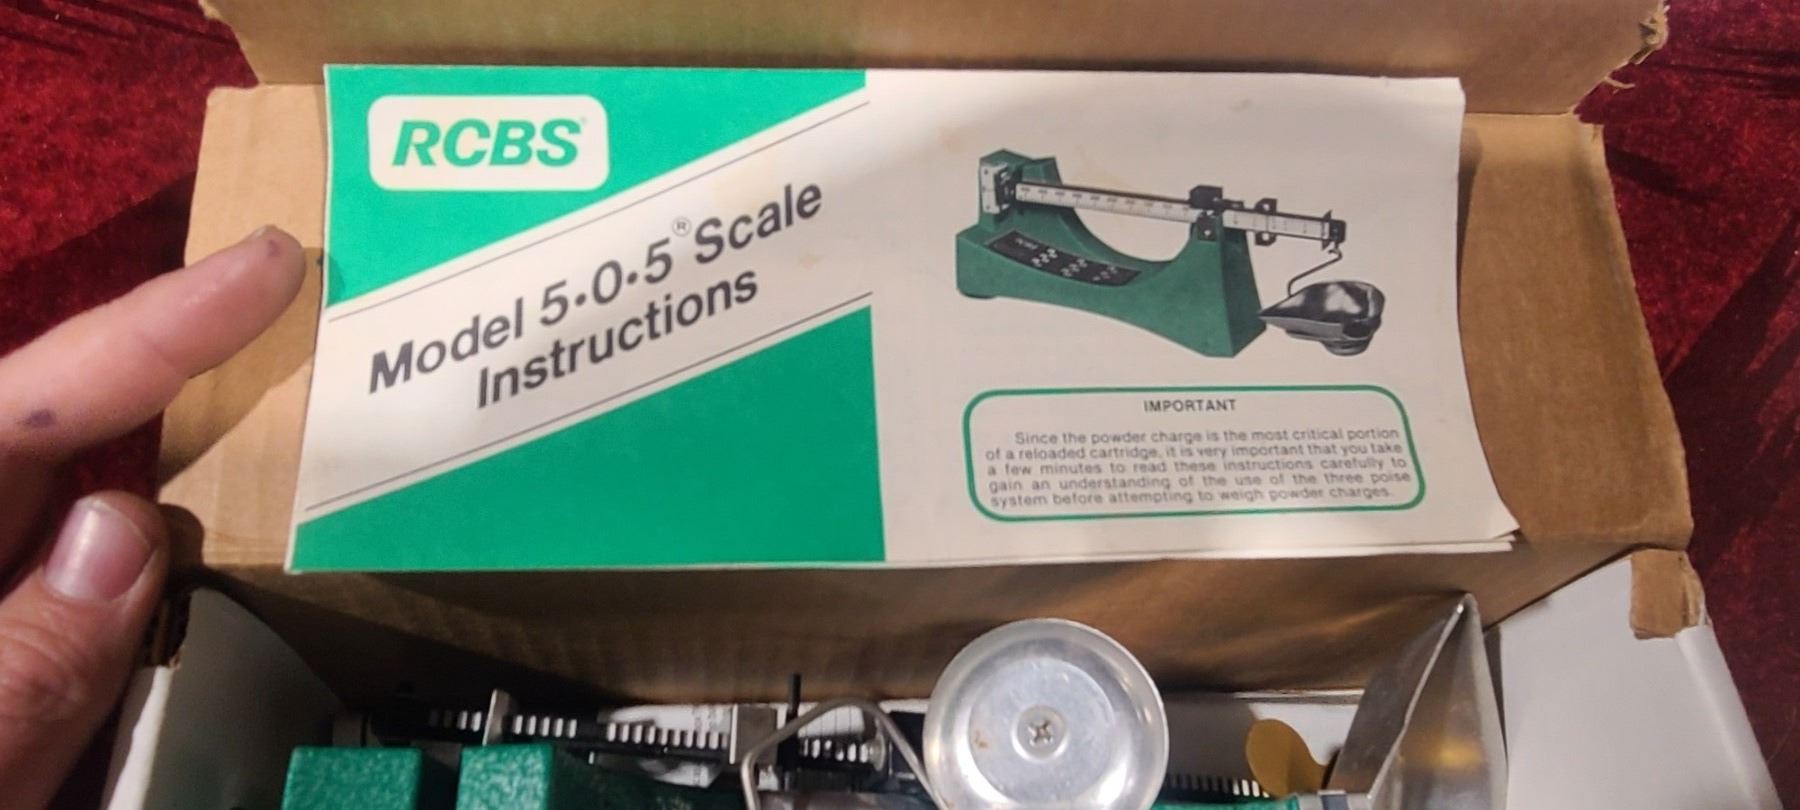 RCBS
Model 5•0•5® Scale
Instructions
IMPORTANT
Since the powder charge is the most critical portion
of a reloaded cartridge, it is very important that you take
a few minutes to read these instructions carefully to
gain an understanding of the use of the three poise
system before attempting to weigh powder charges.